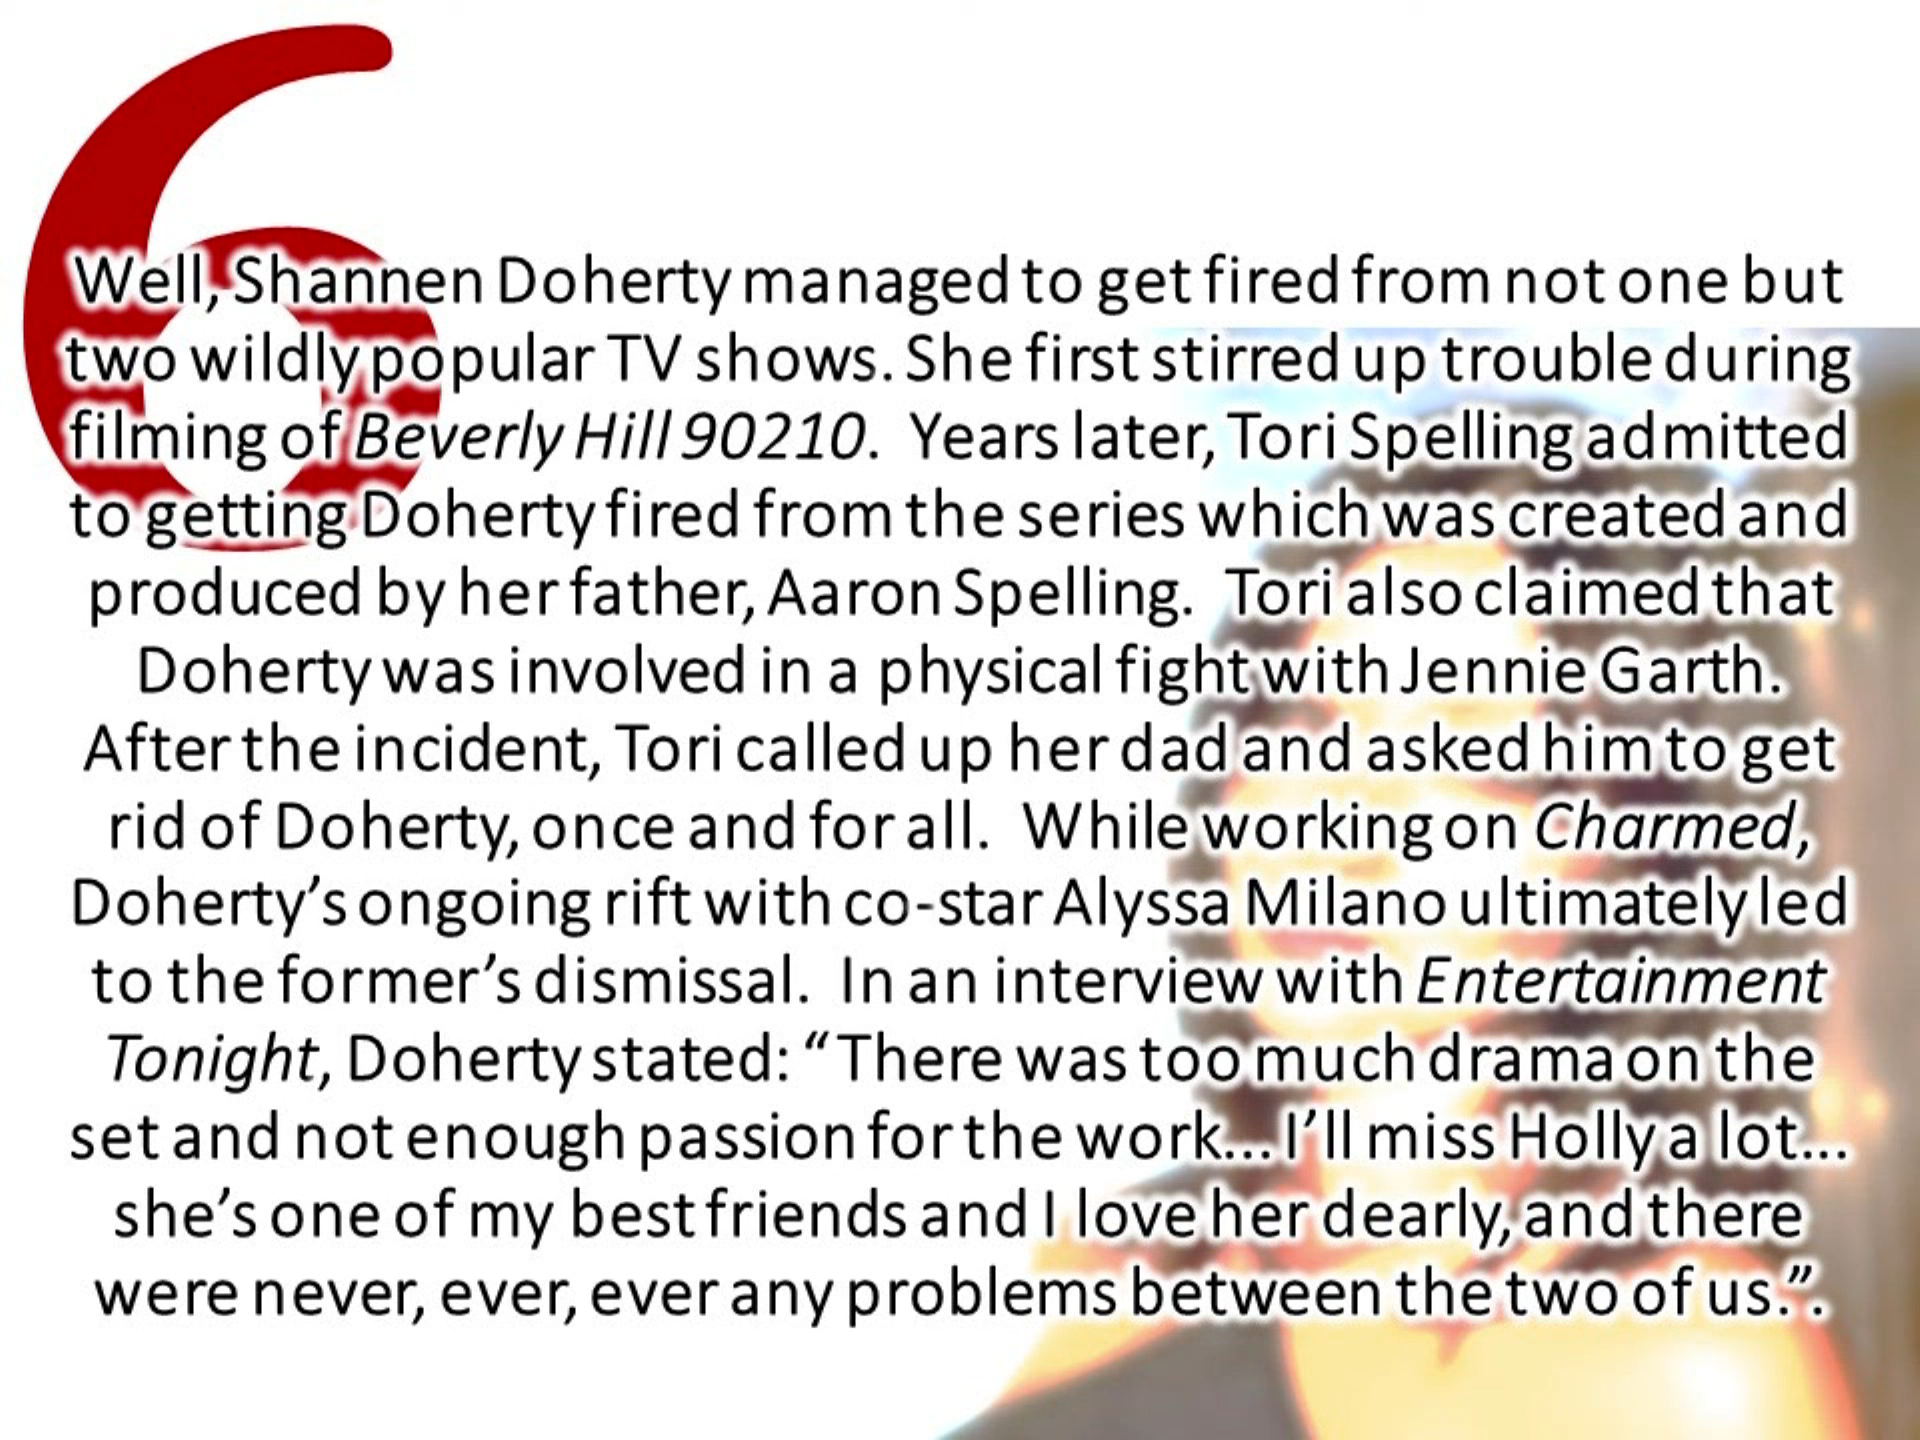 6
Well, Shannen Doherty managed to get fired from not one but
two wildly popular TV shows. She first stirred up trouble during
filming of Beverly Hill 90210.  Years later, Tori Spelling admitted
to getting Doherty fired from the series which was created and
produced by her father, Aaron Spelling.  Tori also claimed that
Doherty was involved in a physical fight with Jennie Garth.
After the incident, Tori called up her dad and asked him to get
rid of Doherty, once and for all.  While working on Charmed,
Doherty’s ongoing rift with co-star Alyssa Milano ultimately led
to the former’s dismissal.  In an interview with Entertainment
Tonight, Doherty stated: “There was too much drama on the
set and not enough passion for the work...I’ll miss Holly a lot...
she’s one of my best friends and I love her dearly, and there
were never, ever, ever any problems between the two of us.”.